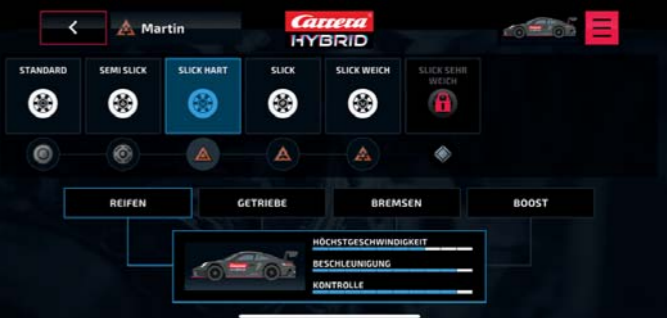 Martin
Carrera
HYBRID
STANDARD
SEMI SLICK
SLICK HART
SLICK
SLICK WEICH
SLICK SEHR
WEICH
REIFEN
GETRIEBE
BREMSEN
BOOST
HÖCHSTGESCHWINDIGKEIT
BESCHLEUNIGUNG
KONTROLLE